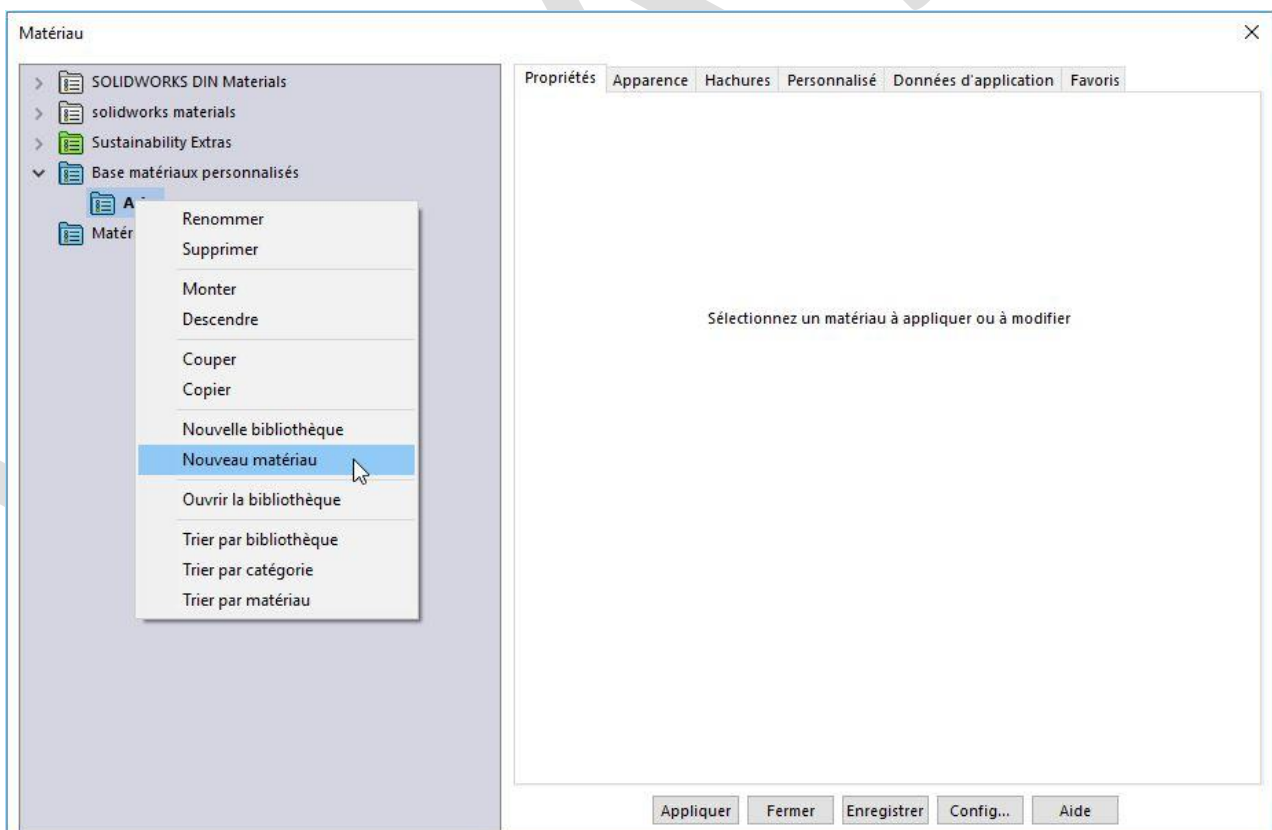 Matériau
SOLIDWORKS DIN Materials
solidworks materials
Sustainability Extras
Base matériaux personnalisés
Renommer
Supprimer
Monter
Descendre
Couper
Copier
Nouvelle bibliothèque
Nouveau matériau
Ouvrir la bibliothèque
Trier par bibliothèque
Trier par catégorie
Trier par matériau
Propriétés Apparence Hachures Personnalisé Données d'application Favoris
Sélectionnez un matériau à appliquer ou à modifier
Appliquer Fermer Enregistrer Config... Aide